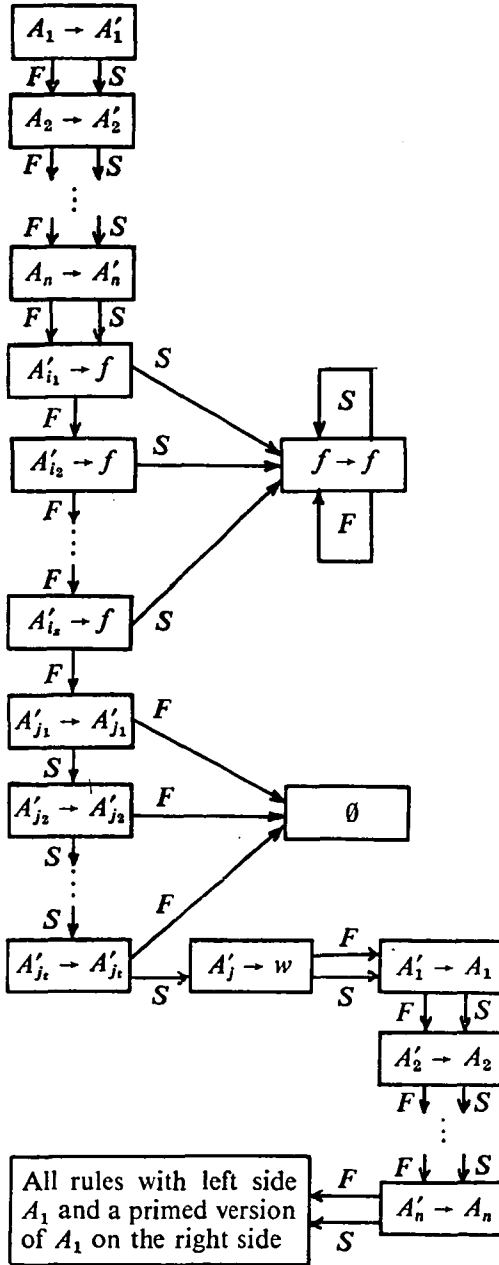 A₁ → A′₁
F S
A₂ → A′₂
F S
⋮
F S
Aₙ → A′ₙ
F S
A′ᵢ₁ → f
S
F
S
A′ᵢ₂ → f
S
f → f
F
F
⋮
F
A′ᵢₛ → f
S
F
A′ⱼ₁ → A′ⱼ₁
F
S
A′ⱼ₂ → A′ⱼ₂
F
∅
S
⋮
S
F
A′ⱼₜ → A′ⱼₜ
S
A′ⱼ → w
F
S
A′₁ → A₁
F S
A′₂ → A₂
F S
⋮
F S
A′ₙ → Aₙ
F
S
All rules with left side
A₁ and a primed version
of A₁ on the right side